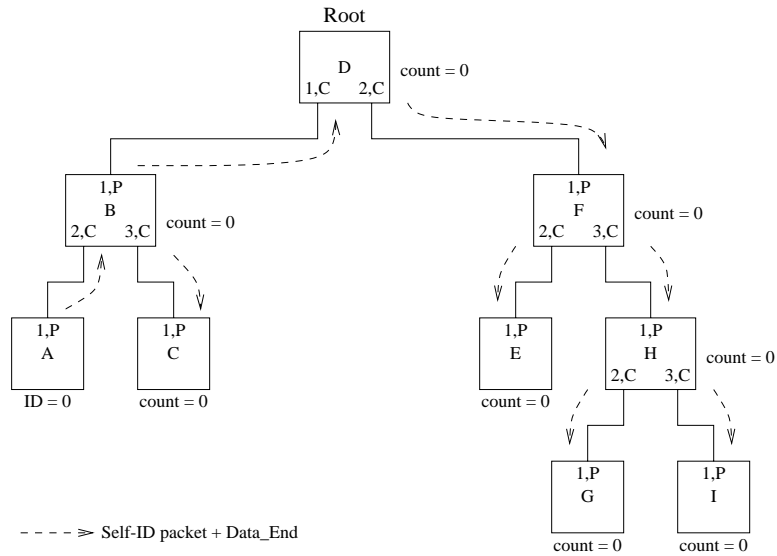 Root
D
count = 0
1,C 2,C
1,P
B
2,C 3,C
count = 0
1,P
F
2,C 3,C
count = 0
1,P
A
ID = 0
1,P
C
count = 0
1,P
E
count = 0
1,P
H
2,C 3,C
count = 0
1,P
G
count = 0
1,P
I
count = 0
Self-ID packet + Data_End